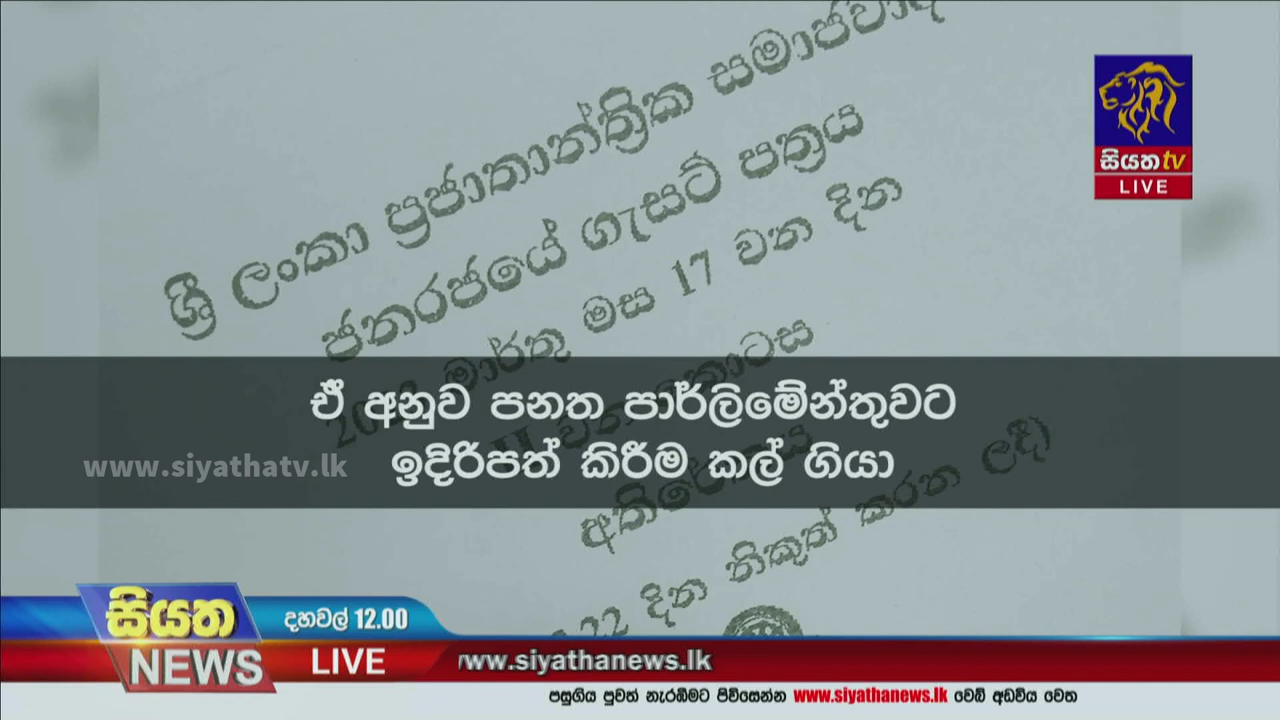 ශ්‍රී ලංකා ප්‍රජාතාන්ත්‍රික සමාජවාදී
ජනරජයේ ගැසට් පත්‍රය
මාර්තු මස 17 වන දින
සියත tv
LIVE
ඒ අනුව පනත පාර්ලිමේන්තුවට
ඉදිරිපත් කිරීම කල් ගියා
www.siyathatv.lk
දින නිකුත් කරන ලදී)
සියත
NEWS
දහවල් 12.00
LIVE
www.siyathanews.lk
පසුගිය පුවත් නැරඹීමට පිවිසෙන්න www.siyathanews.lk වෙබ් අඩවිය වෙත